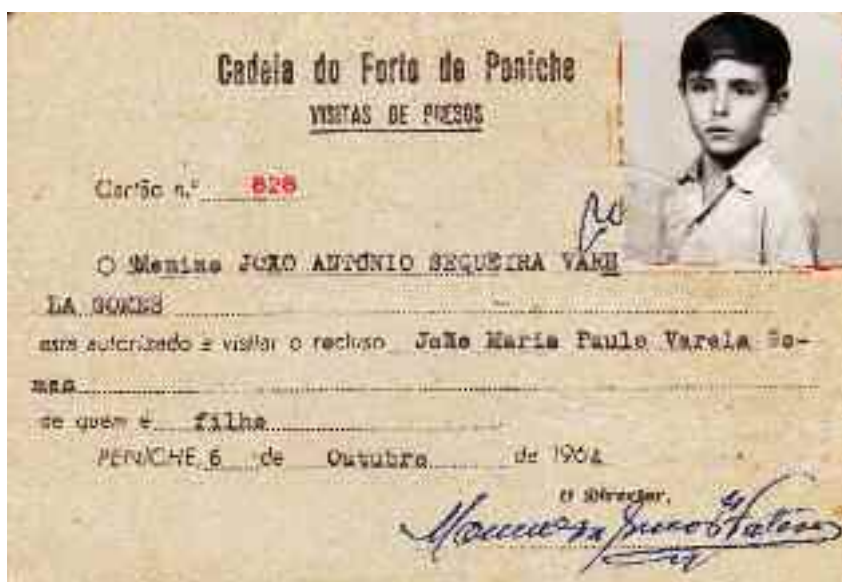 Cadeia do Forte de Peniche
VISITAS DE PRESOS
Cartão n.º 828
O Menino JOÃO ANTÓNIO SEQUEIRA VARE
LA GOMES
está autorizado a visitar o recluso João Maria Paulo Varela Go-
mes
de quem é filho
PENICHE, 6 de Outubro de 1964
O Director,